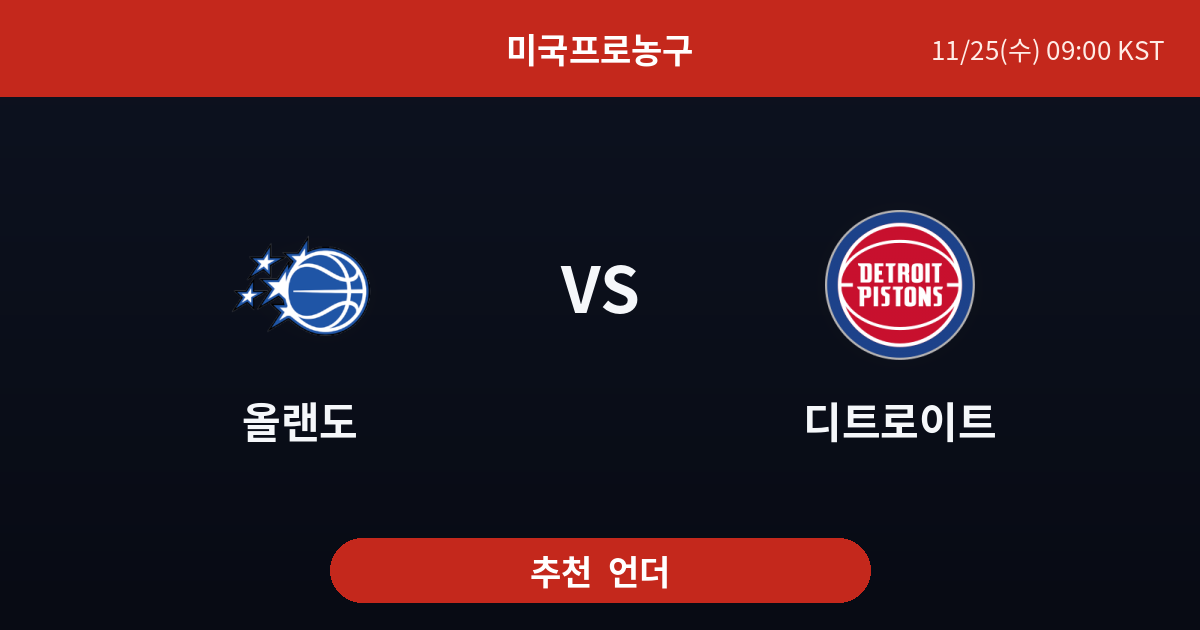 미국프로농구
11/25(수) 09:00 KST
VS
DETROIT
PISTONS
올랜도
디트로이트
추천 언더